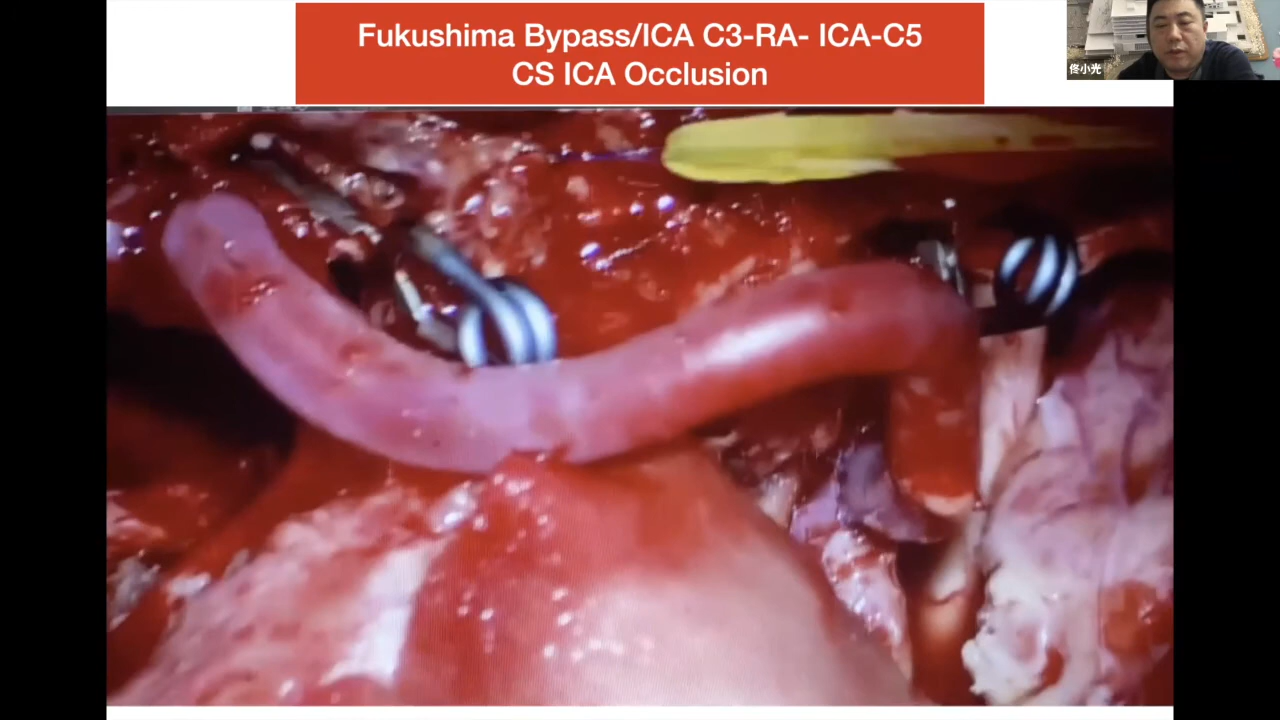 Fukushima Bypass/ICA C3-RA- ICA-C5
CS ICA Occlusion
佟小光